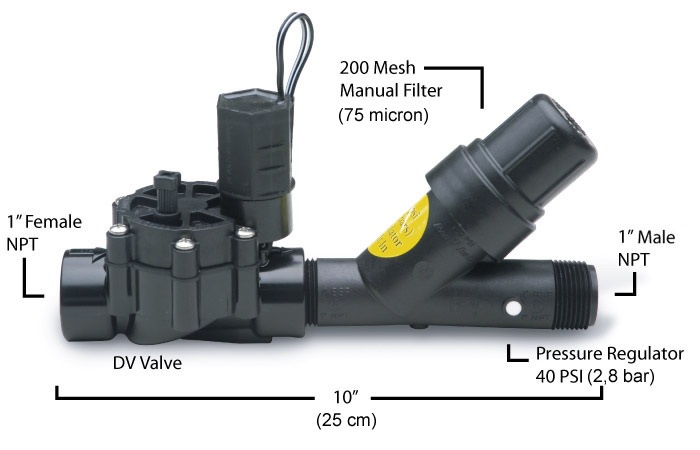 200 Mesh
Manual Filter
(75 micron)
1" Female
NPT
1" Male
NPT
DV Valve
Pressure Regulator
40 PSI (2,8 bar)
10"
(25 cm)